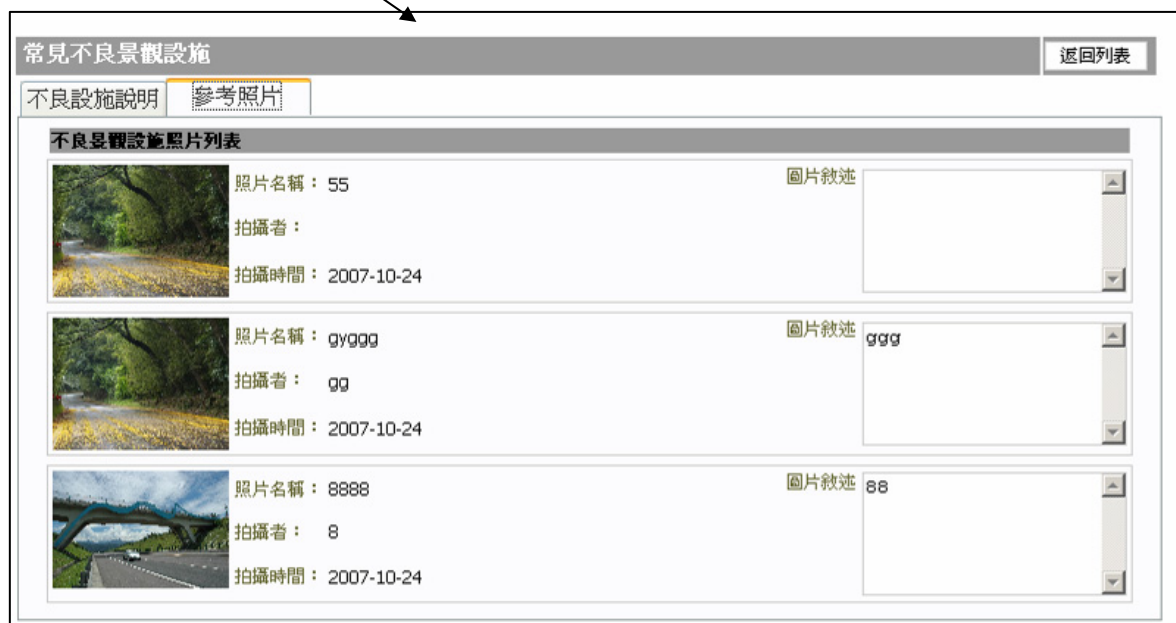 常見不良景觀設施 返回列表
不良設施說明 參考照片
不良景觀設施照片列表
照片名稱： 55 圖片敘述
拍攝者：
拍攝時間： 2007-10-24
照片名稱： gyggg 圖片敘述 ggg
拍攝者： gg
拍攝時間： 2007-10-24
照片名稱： 8888 圖片敘述 88
拍攝者： 8
拍攝時間： 2007-10-24